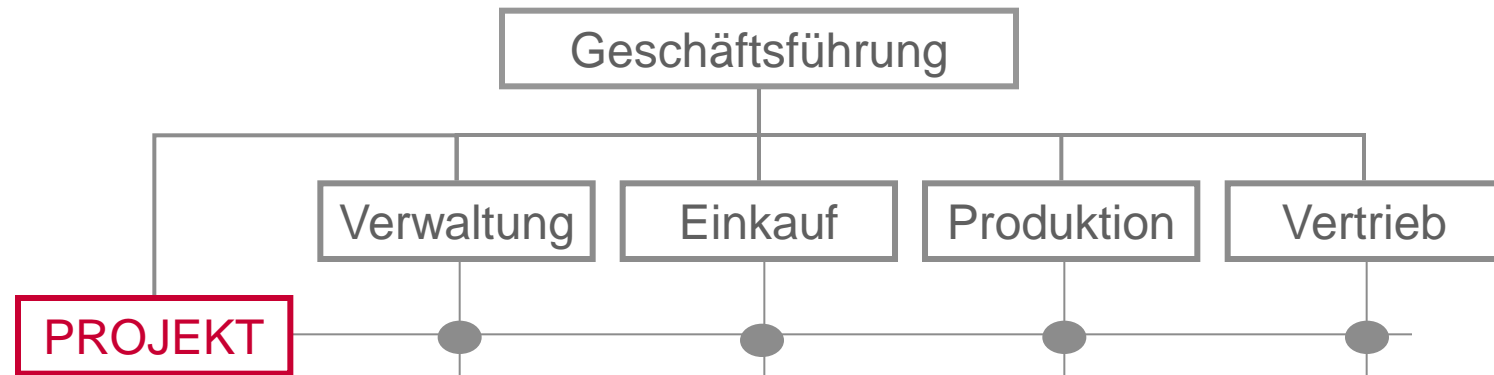 Geschäftsführung
Verwaltung
Einkauf
Produktion
Vertrieb
PROJEKT